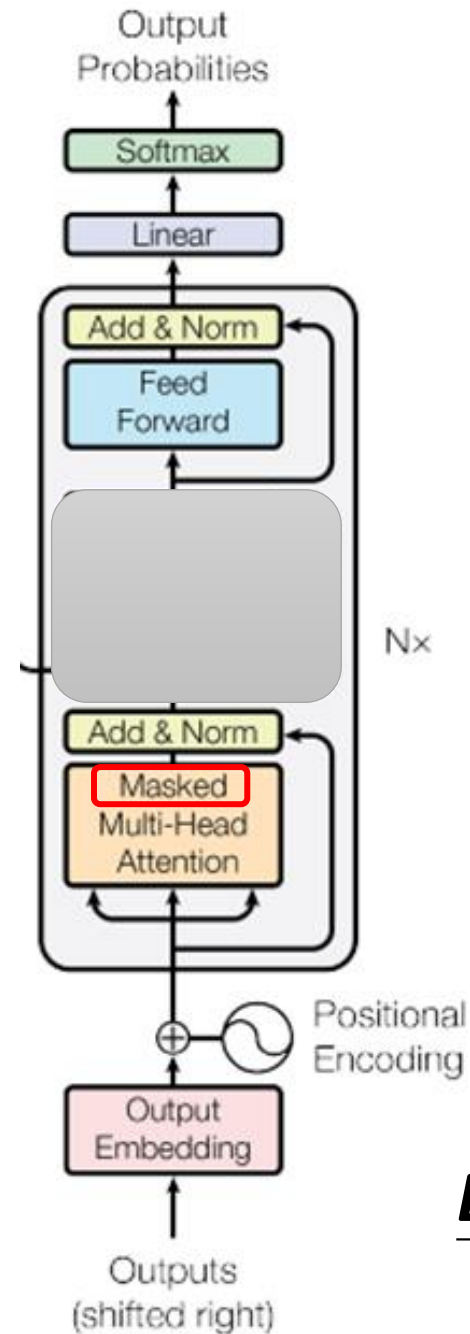 Output
Probabilities
Softmax
Linear
Add & Norm
Feed
Forward
Nx
Add & Norm
Masked
Multi-Head
Attention
Positional
Encoding
Output
Embedding
Outputs
(shifted right)